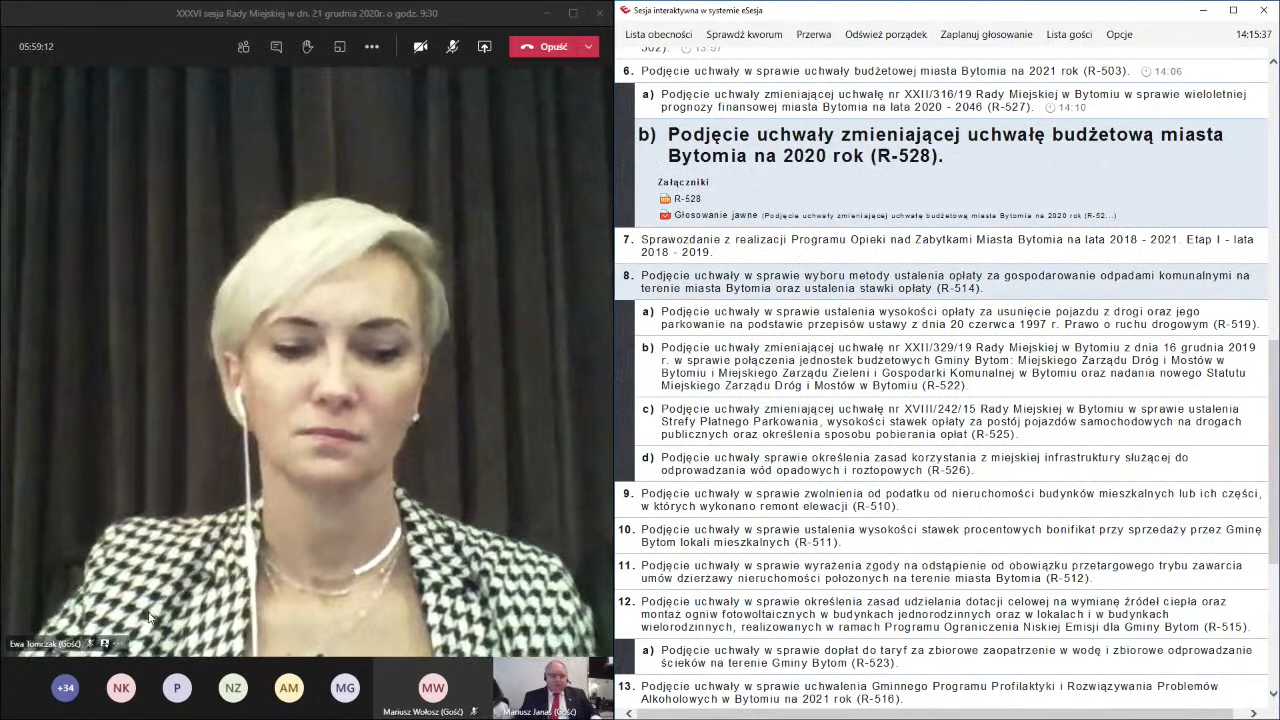 XXXVI sesja Rady Miejskiej w dn. 21 grudnia 2020r. o godz. 9:30
05:59:12
Opuść
Ewa Tomczak (Gość)
+34
NK
P
NZ
AM
MG
MW
Mariusz Wołosz (Gość)
Mariusz Janas (Gość)
Sesja interaktywna w systemie eSesja
Lista obecności Sprawdź kworum Przerwa Odśwież porządek Zaplanuj głosowanie Lista gości Opcje 14:15:37
502). 13:57
6. Podjęcie uchwały w sprawie uchwały budżetowej miasta Bytomia na 2021 rok (R-503). 14:06
a) Podjęcie uchwały zmieniającej uchwałę nr XXII/316/19 Rady Miejskiej w Bytomiu w sprawie wieloletniej
prognozy finansowej miasta Bytomia na lata 2020 - 2046 (R-527). 14:10
b) Podjęcie uchwały zmieniającej uchwałę budżetową miasta
Bytomia na 2020 rok (R-528).
Załączniki
R-528
Głosowanie jawne (Podjęcie uchwały zmieniającej uchwałę budżetową miasta Bytomia na 2020 rok (R-52...)
7. Sprawozdanie z realizacji Programu Opieki nad Zabytkami Miasta Bytomia na lata 2018 - 2021. Etap I - lata
2018 - 2019.
8. Podjęcie uchwały w sprawie wyboru metody ustalenia opłaty za gospodarowanie odpadami komunalnymi na
terenie miasta Bytomia oraz ustalenia stawki opłaty (R-514).
a) Podjęcie uchwały w sprawie ustalenia wysokości opłaty za usunięcie pojazdu z drogi oraz jego
parkowanie na podstawie przepisów ustawy z dnia 20 czerwca 1997 r. Prawo o ruchu drogowym (R-519).
b) Podjęcie uchwały zmieniającej uchwałę nr XXII/329/19 Rady Miejskiej w Bytomiu z dnia 16 grudnia 2019
r. w sprawie połączenia jednostek budżetowych Gminy Bytom: Miejskiego Zarządu Dróg i Mostów w
Bytomiu i Miejskiego Zarządu Zieleni i Gospodarki Komunalnej w Bytomiu oraz nadania nowego Statutu
Miejskiego Zarządu Dróg i Mostów w Bytomiu (R-522).
c) Podjęcie uchwały zmieniającej uchwałę nr XVIII/242/15 Rady Miejskiej w Bytomiu w sprawie ustalenia
Strefy Płatnego Parkowania, wysokości stawek opłaty za postój pojazdów samochodowych na drogach
publicznych oraz określenia sposobu pobierania opłat (R-525).
d) Podjęcie uchwały sprawie określenia zasad korzystania z miejskiej infrastruktury służącej do
odprowadzania wód opadowych i roztopowych (R-526).
9. Podjęcie uchwały w sprawie zwolnienia od podatku od nieruchomości budynków mieszkalnych lub ich części,
w których wykonano remont elewacji (R-510).
10. Podjęcie uchwały w sprawie ustalenia wysokości stawek procentowych bonifikat przy sprzedaży przez Gminę
Bytom lokali mieszkalnych (R-511).
11. Podjęcie uchwały w sprawie wyrażenia zgody na odstąpienie od obowiązku przetargowego trybu zawarcia
umów dzierżawy nieruchomości położonych na terenie miasta Bytomia (R-512).
12. Podjęcie uchwały w sprawie określenia zasad udzielania dotacji celowej na wymianę źródeł ciepła oraz
montaż ogniw fotowoltaicznych w budynkach jednorodzinnych oraz w lokalach i w budynkach
wielorodzinnych, realizowanych w ramach Programu Ograniczenia Niskiej Emisji dla Gminy Bytom (R-515).
a) Podjęcie uchwały w sprawie dopłat do taryf za zbiorowe zaopatrzenie w wodę i zbiorowe odprowadzanie
ścieków na terenie Gminy Bytom (R-523).
13. Podjęcie uchwały w sprawie uchwalenia Gminnego Programu Profilaktyki i Rozwiązywania Problemów
Alkoholowych w Bytomiu na 2021 rok (R-516).